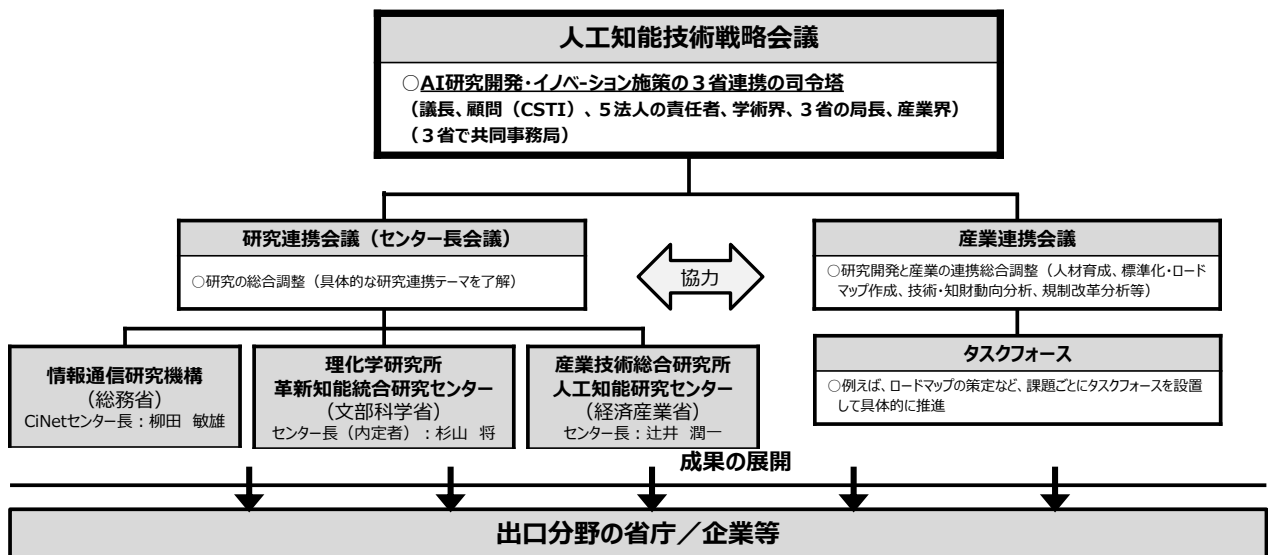 人工知能技術戦略会議
○AI研究開発・イノベーション施策の３省連携の司令塔
（議長、顧問（CSTI）、５法人の責任者、学術界、３省の局長、産業界）
（３省で共同事務局）
研究連携会議（センター長会議）
○研究の総合調整（具体的な研究連携テーマを了解）
協力
産業連携会議
○研究開発と産業の連携総合調整（人材育成、標準化・ロード
マップ作成、技術・知財動向分析、規制改革分析等）
情報通信研究機構
（総務省）
CiNetセンター長：柳田 敏雄
理化学研究所
革新知能統合研究センター
（文部科学省）
センター長（内定者）：杉山 将
産業技術総合研究所
人工知能研究センター
（経済産業省）
センター長：辻井 潤一
タスクフォース
○例えば、ロードマップの策定など、課題ごとにタスクフォースを設置
して具体的に推進
成果の展開
出口分野の省庁／企業等